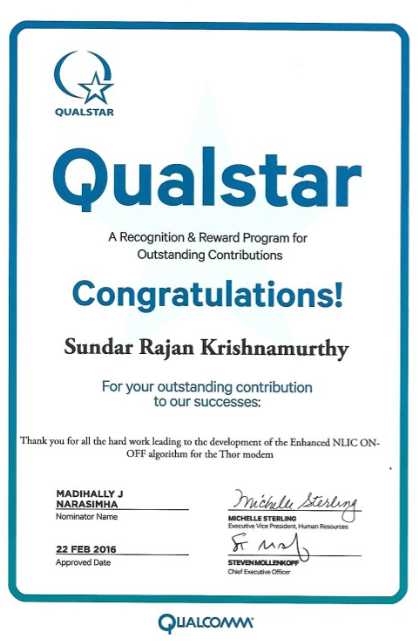 QUALSTAR
Qualstar
A Recognition & Reward Program for
Outstanding Contributions
Congratulations!
Sundar Rajan Krishnamurthy
For your outstanding contribution
to our successes:
Thank you for all the hard work leading to the development of the Enhanced NLIC ON-
OFF algorithm for the Thor modem
MADIHALLY J
NARASIMHA
Nominator Name
Michelle Sterling
MICHELLE STERLING
Executive Vice President, Human Resources
22 FEB 2016
Approved Date
STEVEN MOLLENKOPF
Chief Executive Officer
QUALCOMM